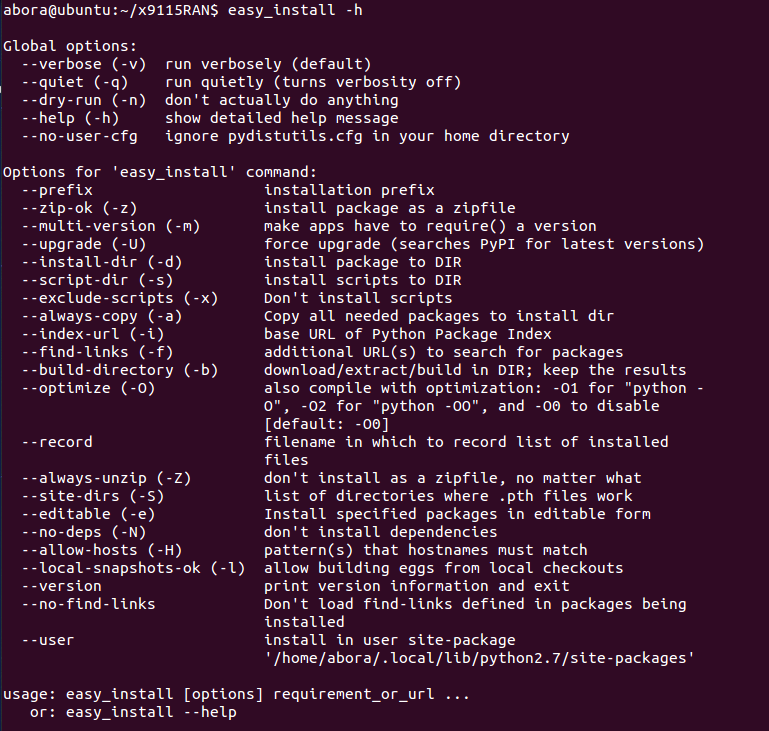 abora@ubuntu:~/x9115RAN$ easy_install -h
Global options:
--verbose (-v)  run verbosely (default)
--quiet (-q)    run quietly (turns verbosity off)
--dry-run (-n)  don't actually do anything
--help (-h)     show detailed help message
--no-user-cfg   ignore pydistutils.cfg in your home directory
Options for 'easy_install' command:
--prefix                   installation prefix
--zip-ok (-z)              install package as a zipfile
--multi-version (-m)       make apps have to require() a version
--upgrade (-U)             force upgrade (searches PyPI for latest versions)
--install-dir (-d)         install package to DIR
--script-dir (-s)          install scripts to DIR
--exclude-scripts (-x)     Don't install scripts
--always-copy (-a)         Copy all needed packages to install dir
--index-url (-i)           base URL of Python Package Index
--find-links (-f)          additional URL(s) to search for packages
--build-directory (-b)     download/extract/build in DIR; keep the results
--optimize (-O)            also compile with optimization: -O1 for "python -
O", -O2 for "python -OO", and -O0 to disable
[default: -O0]
--record                   filename in which to record list of installed
files
--always-unzip (-Z)        don't install as a zipfile, no matter what
--site-dirs (-S)           list of directories where .pth files work
--editable (-e)            Install specified packages in editable form
--no-deps (-N)             don't install dependencies
--allow-hosts (-H)         pattern(s) that hostnames must match
--local-snapshots-ok (-l)  allow building eggs from local checkouts
--version                  print version information and exit
--no-find-links            Don't load find-links defined in packages being
installed
--user                     install in user site-package
'/home/abora/.local/lib/python2.7/site-packages'
usage: easy_install [options] requirement_or_url ...
or: easy_install --help